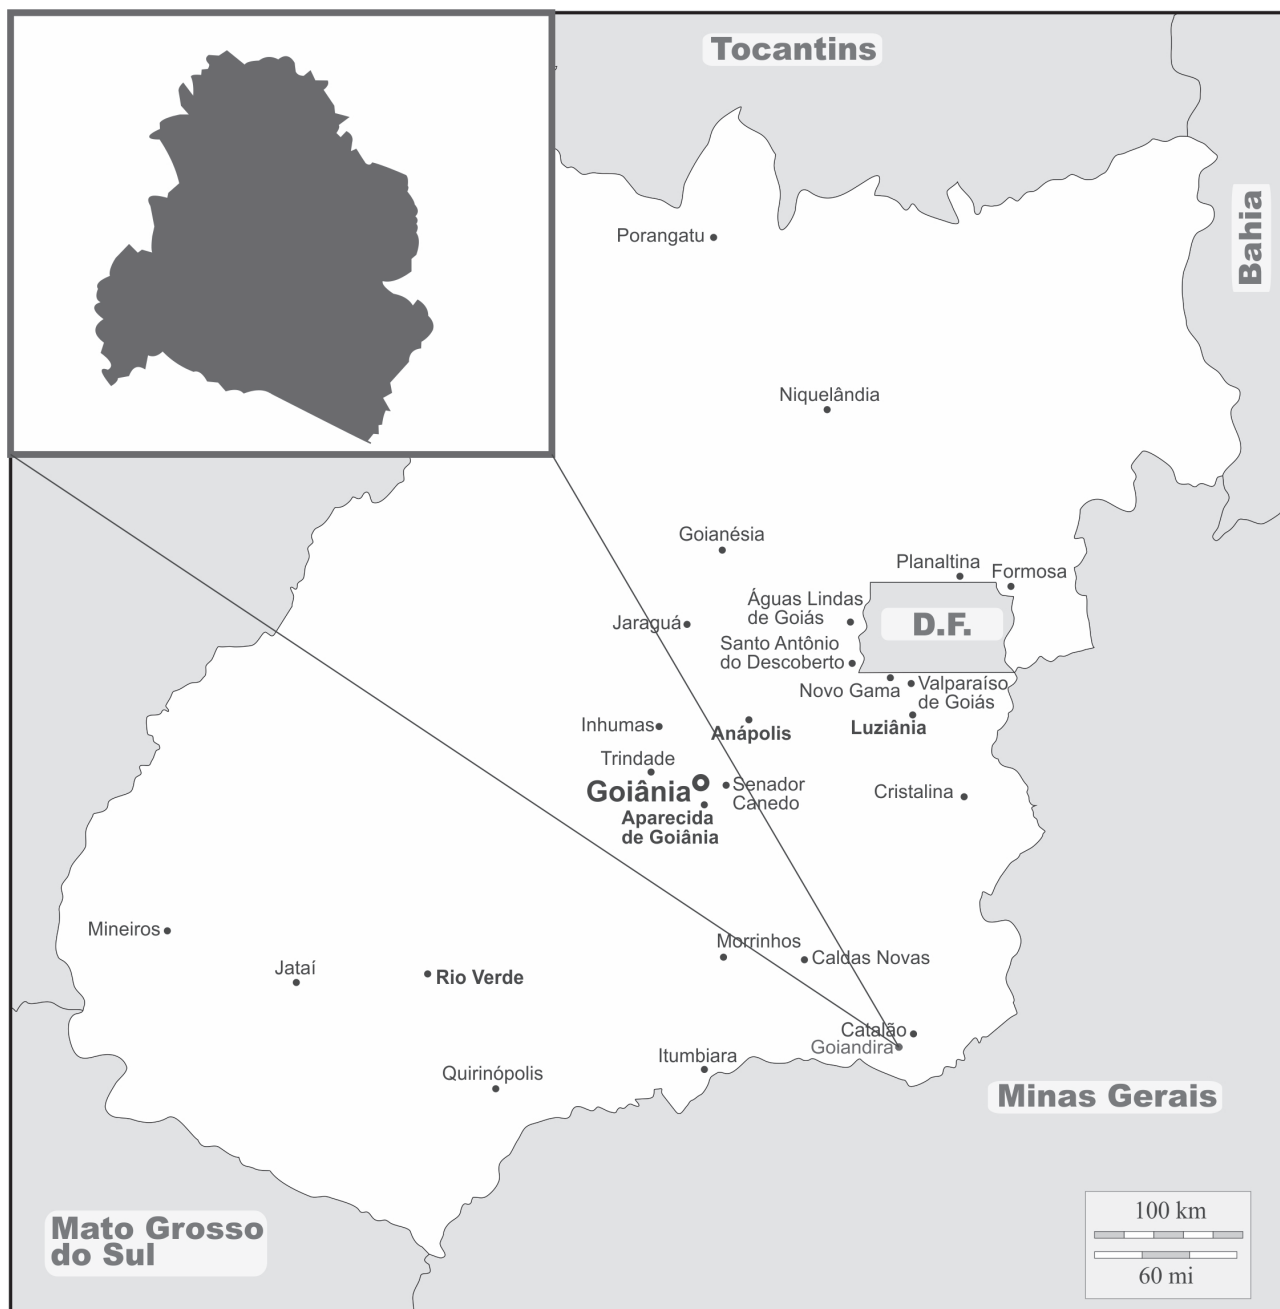 Tocantins
Bahia
Porangatu
Niquelândia
Goianésia
Planaltina
Formosa
Águas Lindas
de Goiás
D.F.
Jaraguá
Santo Antônio
do Descoberto
Novo Gama
Valparaíso
de Goiás
Inhumas
Anápolis
Luziânia
Trindade
Goiânia
Senador
Canedo
Cristalina
Aparecida
de Goiânia
Mineiros
Morrinhos
Caldas Novas
Jataí
Rio Verde
Catalão
Goiandira
Itumbiara
Quirinópolis
Minas Gerais
Mato Grosso
do Sul
100 km
60 mi